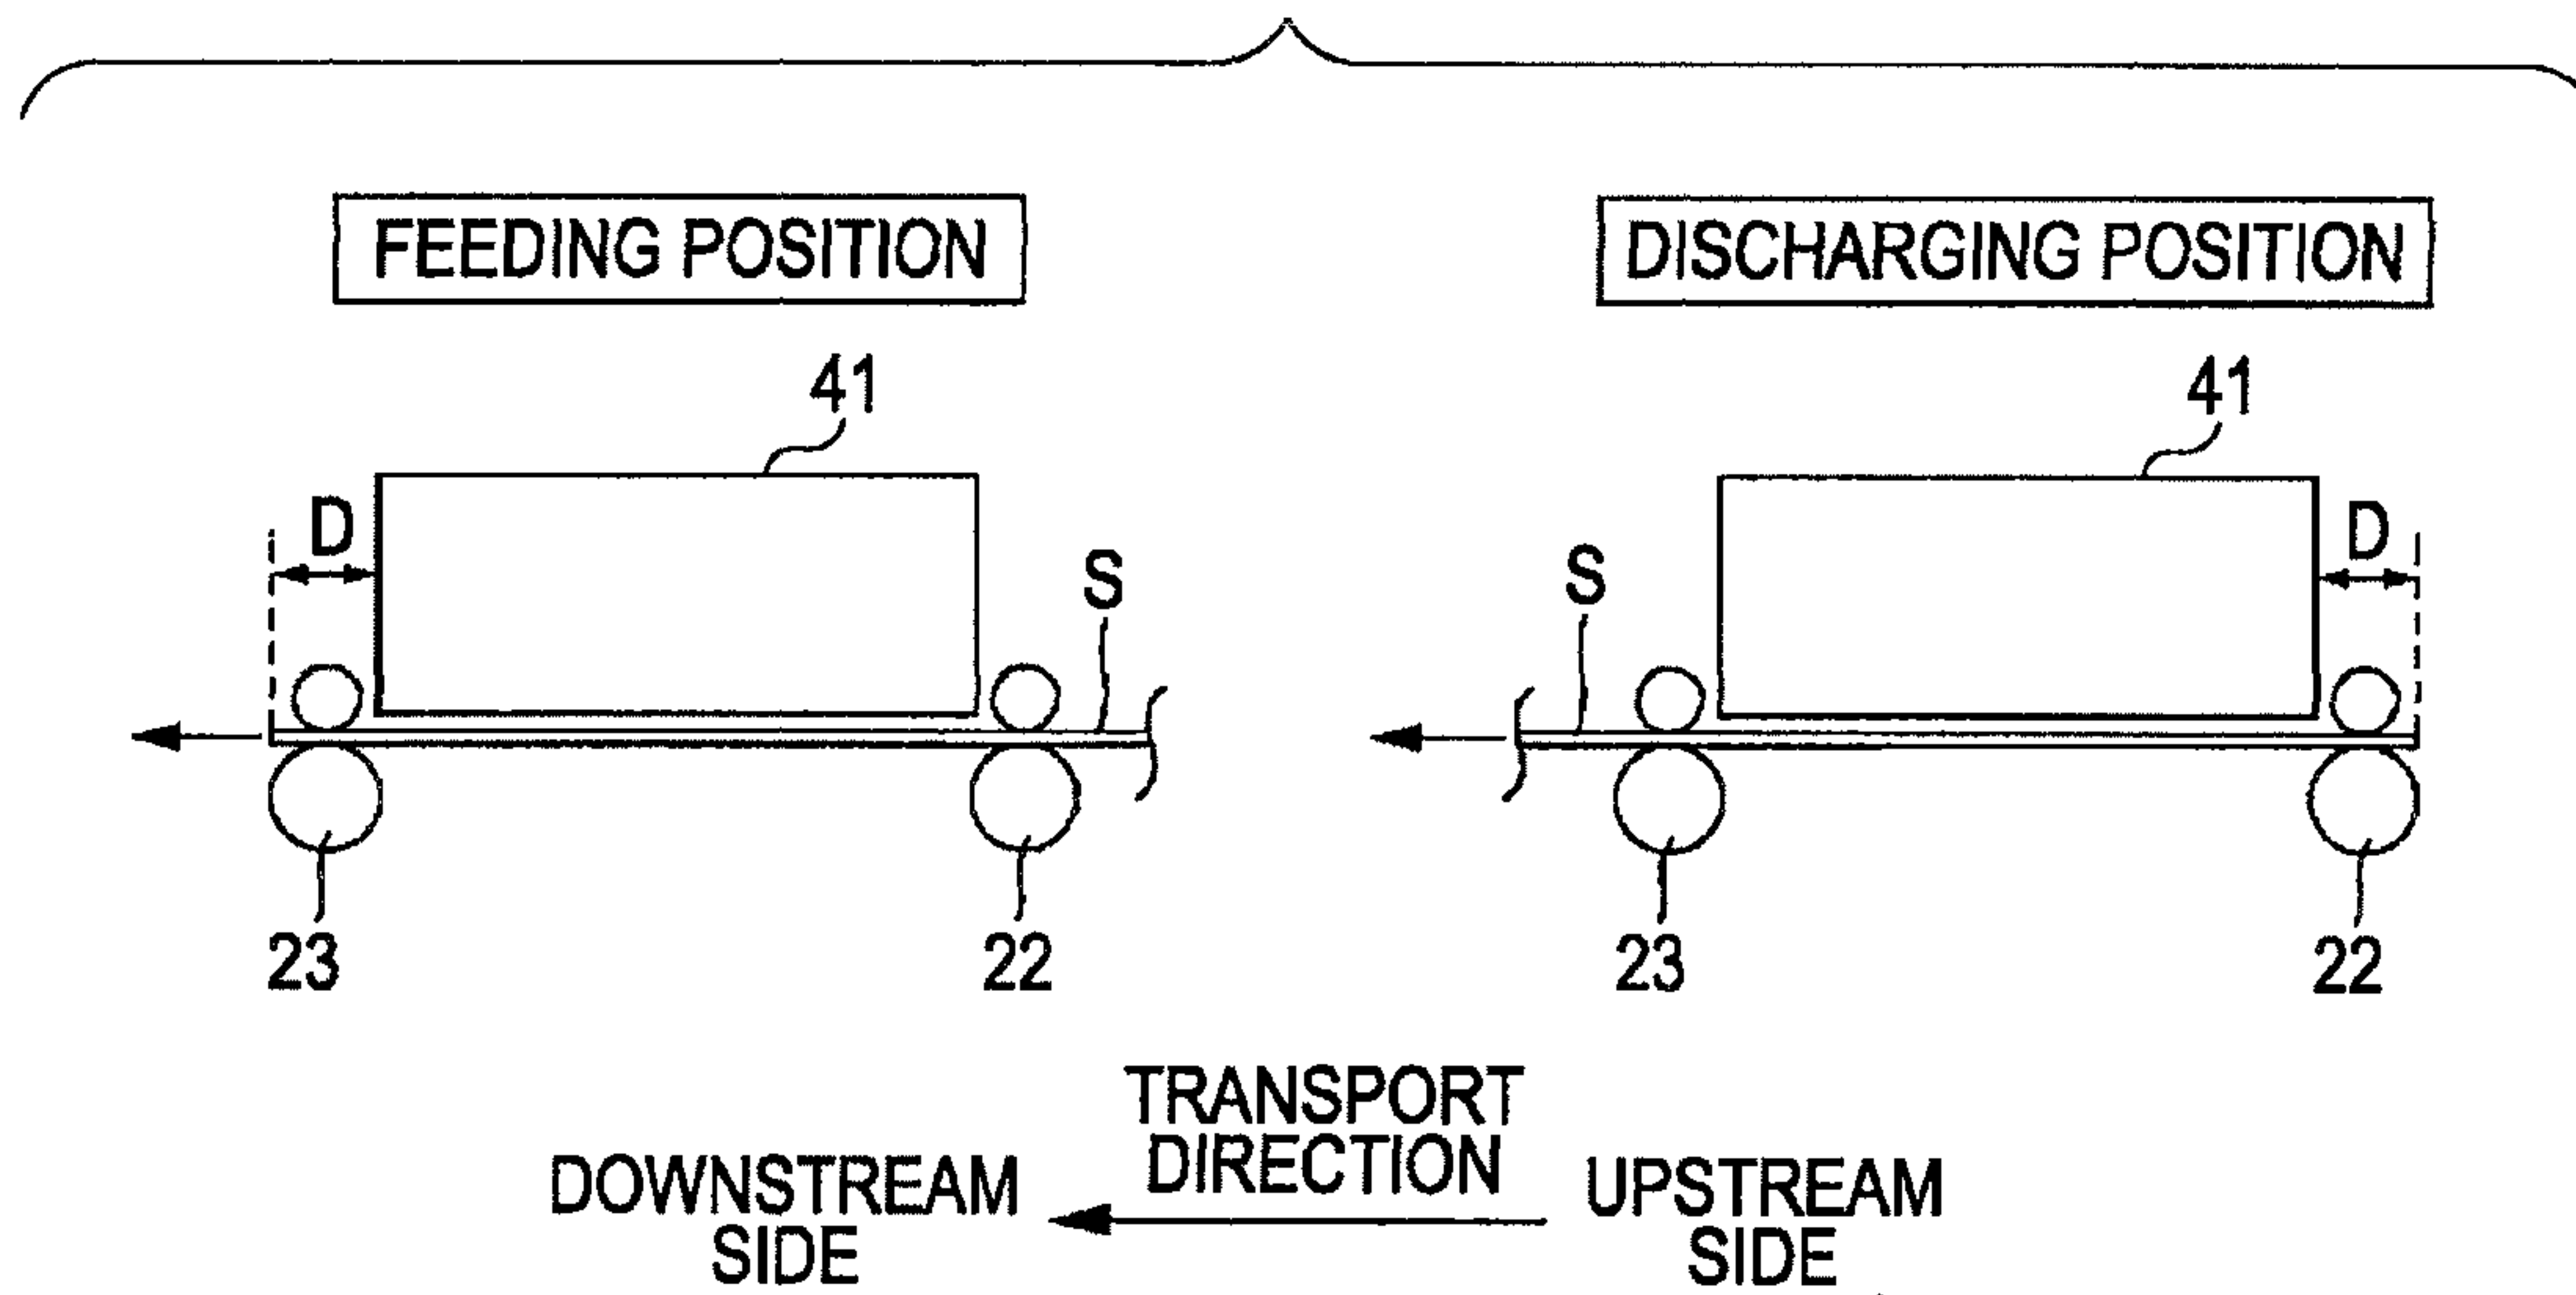 FEEDING POSITION
DISCHARGING POSITION
41
41
D
S
S
D
23
22
23
22
TRANSPORT
DIRECTION
DOWNSTREAM
SIDE
UPSTREAM
SIDE